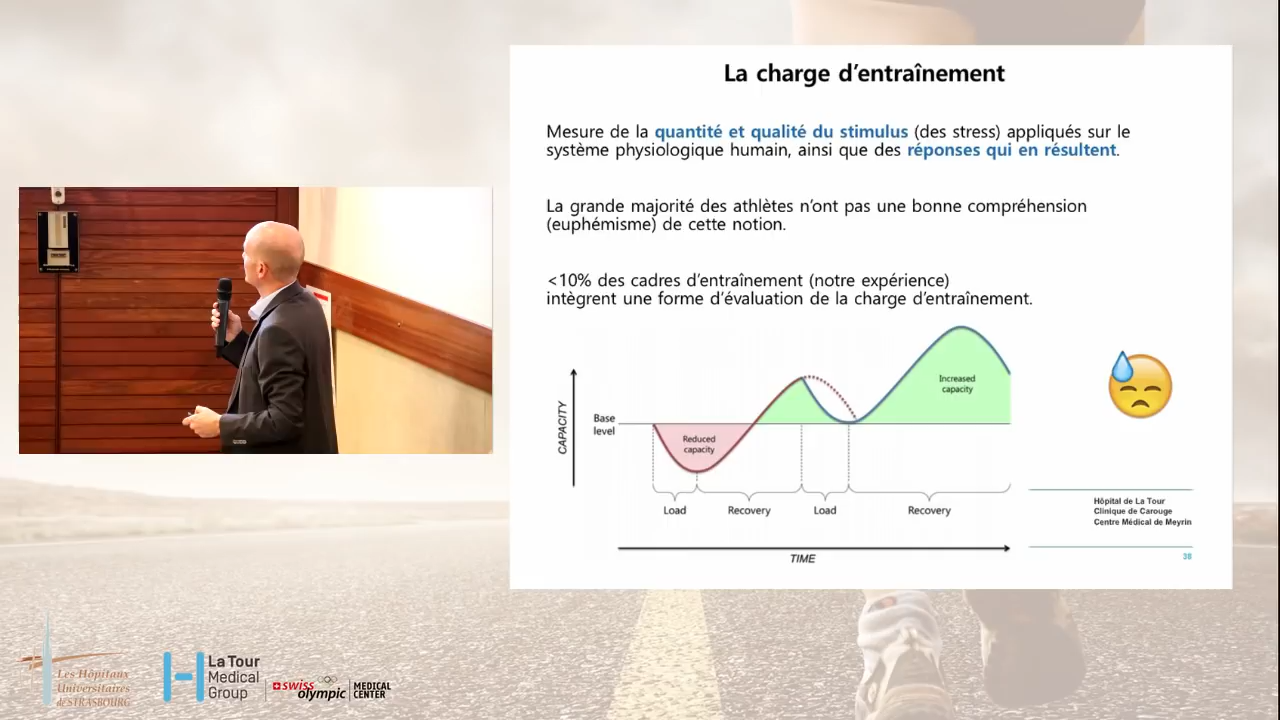 La charge d'entraînement
Mesure de la quantité et qualité du stimulus (des stress) appliqués sur le
système physiologique humain, ainsi que des réponses qui en résultent.
La grande majorité des athlètes n'ont pas une bonne compréhension
(euphémisme) de cette notion.
<10% des cadres d'entraînement (notre expérience)
intègrent une forme d'évaluation de la charge d'entraînement.
CAPACITY
Base
level
Reduced
capacity
Increased
capacity
Load
Recovery
Load
Recovery
TIME
Hôpital de La Tour
Clinique de Carouge
Centre Médical de Meyrin
38
Les Hôpitaux
Universitaires
de STRASBOURG
La Tour
Medical
Group
swiss
olympic
MEDICAL
CENTER